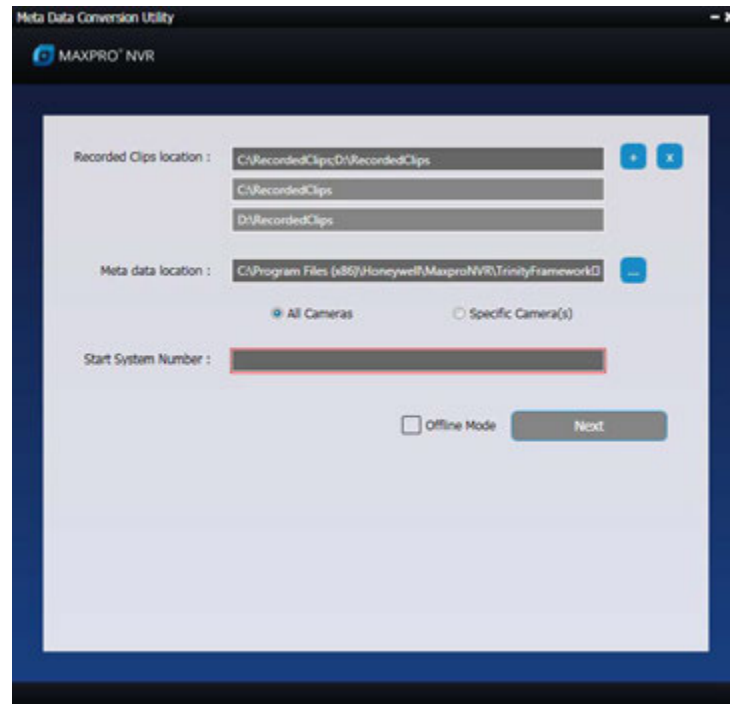 Meta Data Conversion Utility
MAXPRO® NVR
Recorded Clips location : C:\RecordedClips;D:\RecordedClips + x
C:\RecordedClips
D:\RecordedClips
Meta data location : C:\Program Files (x86)\Honeywell\MaxproNVR\TrinityFramework\ ...
All Cameras Specific Camera(s)
Start System Number :
Offline Mode Next